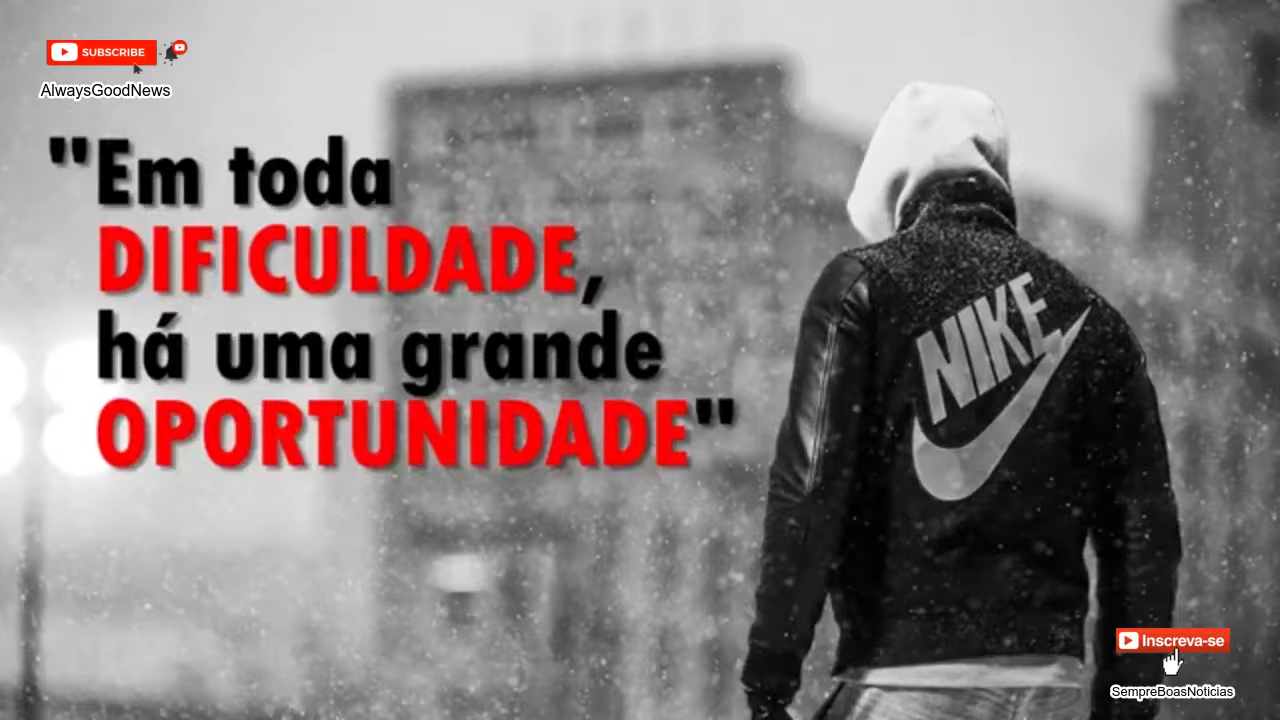 SUBSCRIBE
AlwaysGoodNews
"Em toda
DIFICULDADE,
há uma grande
OPORTUNIDADE"
NIKE
Inscreva-se
SempreBoasNoticias